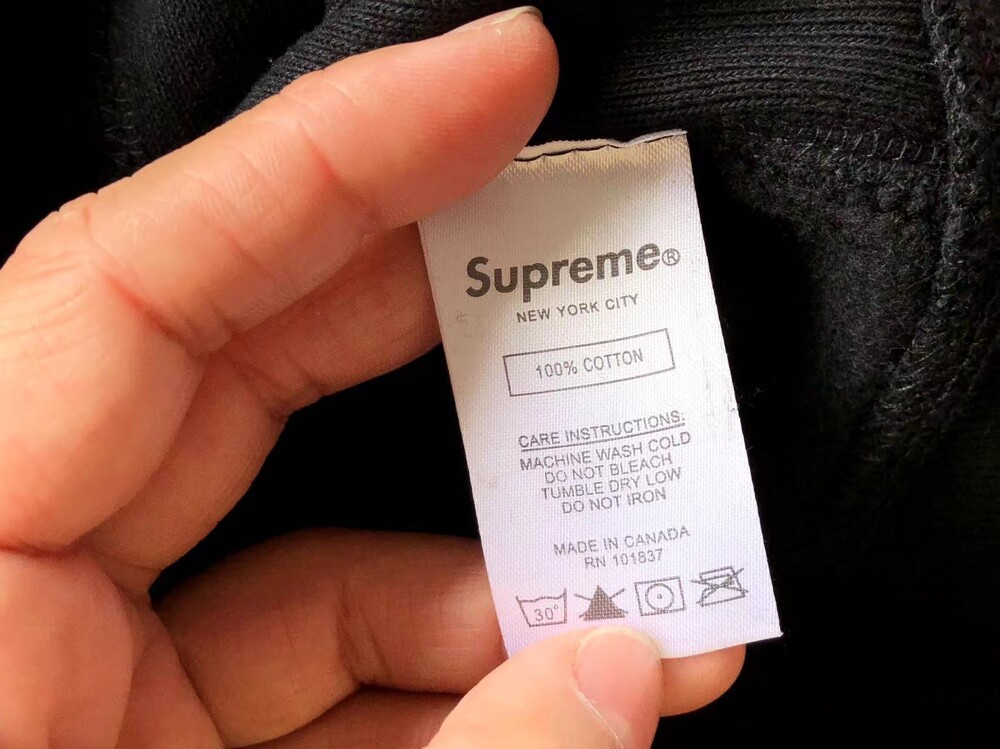 Supreme®
NEW YORK CITY
100% COTTON
CARE INSTRUCTIONS:
MACHINE WASH COLD
DO NOT BLEACH
TUMBLE DRY LOW
DO NOT IRON
MADE IN CANADA
RN 101837
30°